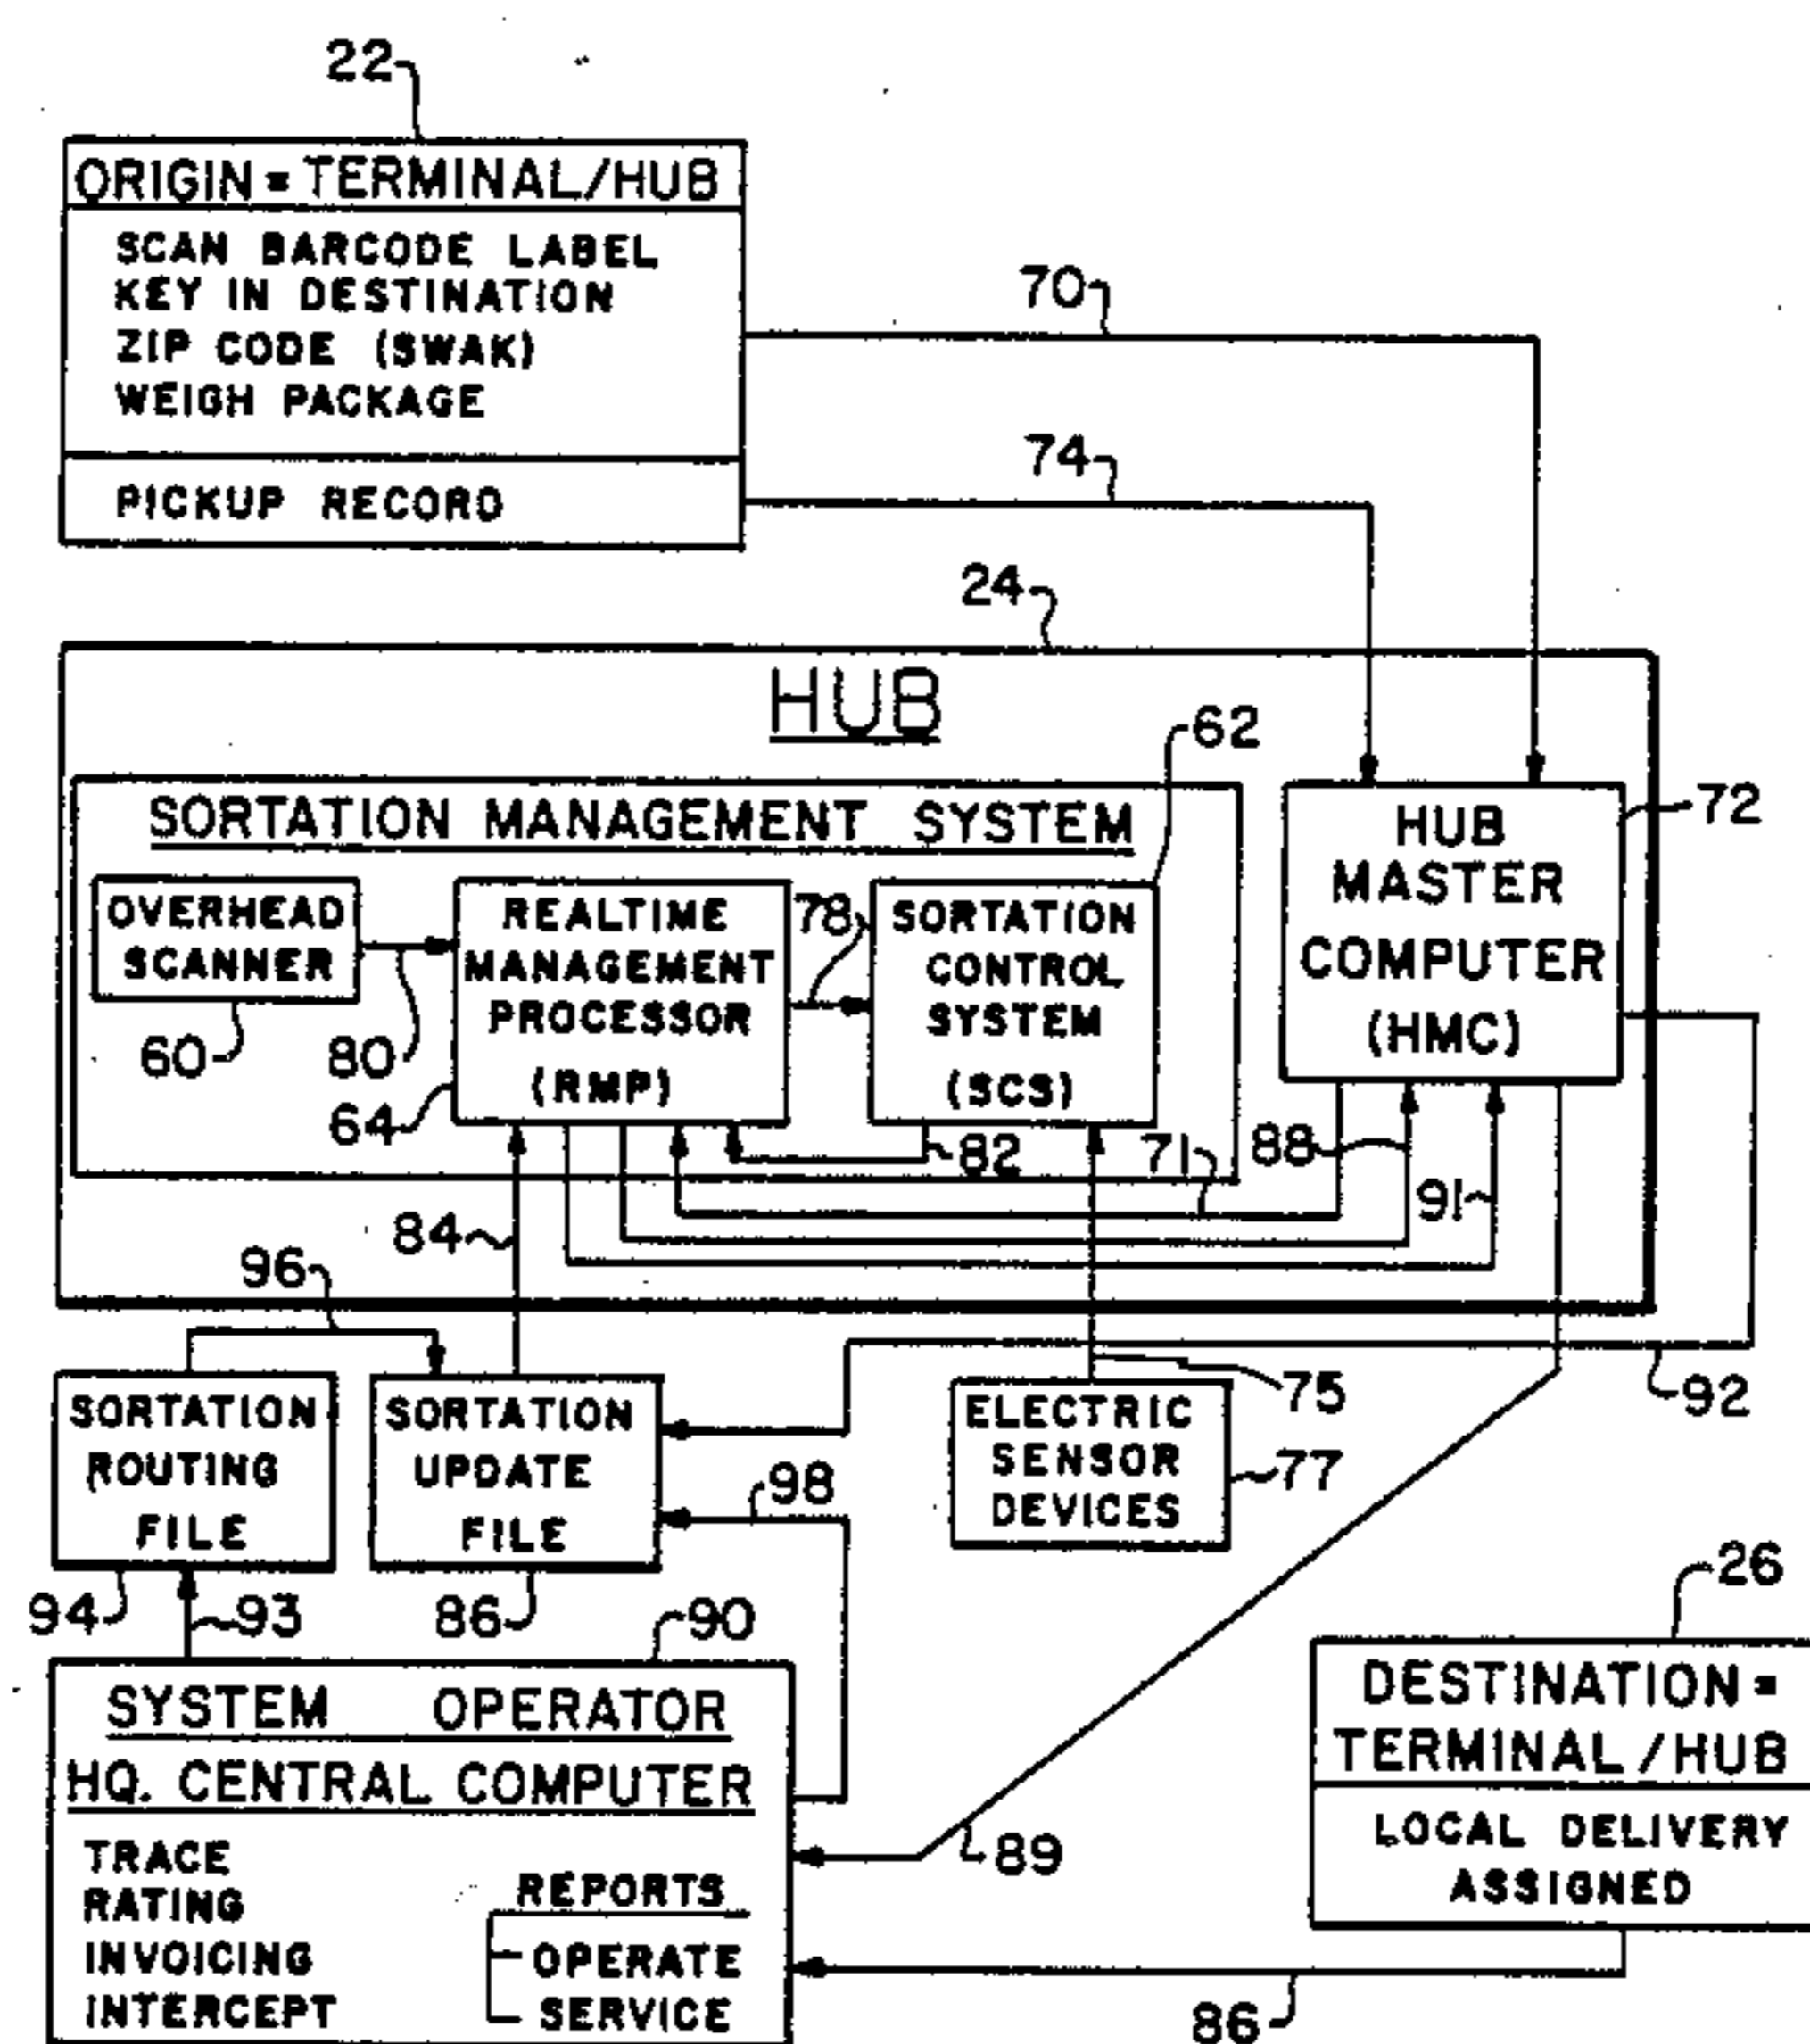 22
ORIGIN = TERMINAL/HUB
SCAN BARCODE LABEL
KEY IN DESTINATION
ZIP CODE (SWAK)
WEIGH PACKAGE
PICKUP RECORD
70
74
24
HUB
62
SORTATION MANAGEMENT SYSTEM
72
HUB
MASTER
COMPUTER
(HMC)
OVERHEAD
SCANNER
REALTIME
MANAGEMENT
PROCESSOR
(RMP)
78
SORTATION
CONTROL
SYSTEM
(SCS)
60
80
64
82
71
88
91
84
96
75
92
SORTATION
ROUTING
FILE
SORTATION
UPDATE
FILE
98
ELECTRIC
SENSOR
DEVICES
77
94
93
86
90
26
SYSTEM OPERATOR
HQ. CENTRAL COMPUTER
TRACE
RATING
INVOICING
INTERCEPT
REPORTS
OPERATE
SERVICE
89
DESTINATION =
TERMINAL/HUB
LOCAL DELIVERY
ASSIGNED
86